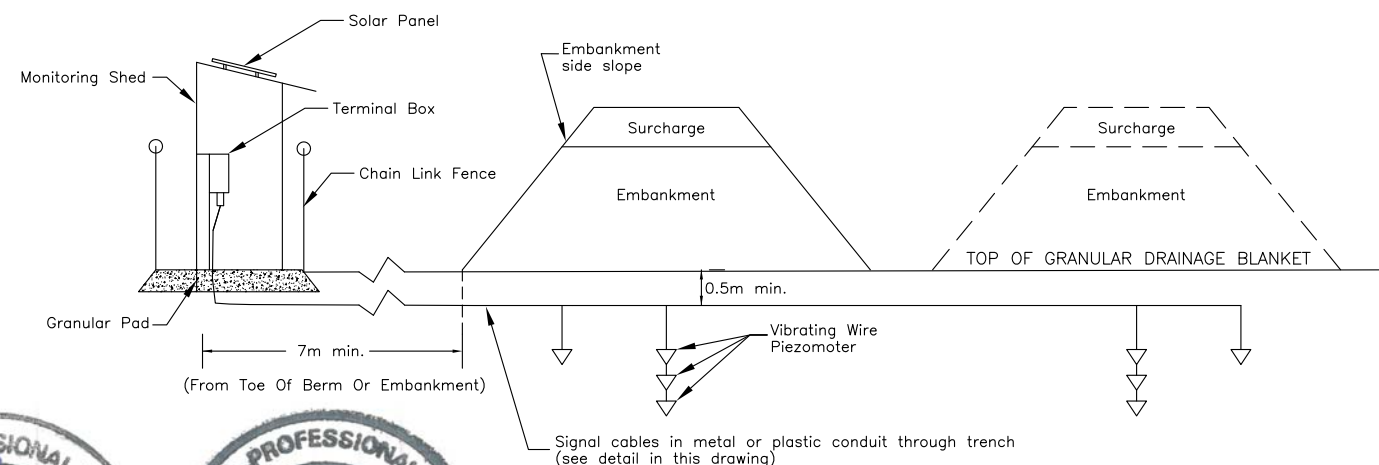 Solar Panel
Monitoring Shed
Terminal Box
Chain Link Fence
Embankment
side slope
Surcharge
Embankment
Surcharge
Embankment
TOP OF GRANULAR DRAINAGE BLANKET
0.5m min.
Granular Pad
7m min.
(From Toe Of Berm Or Embankment)
Vibrating Wire
Piezomoter
Signal cables in metal or plastic conduit through trench
(see detail in this drawing)
PROFESSIONAL